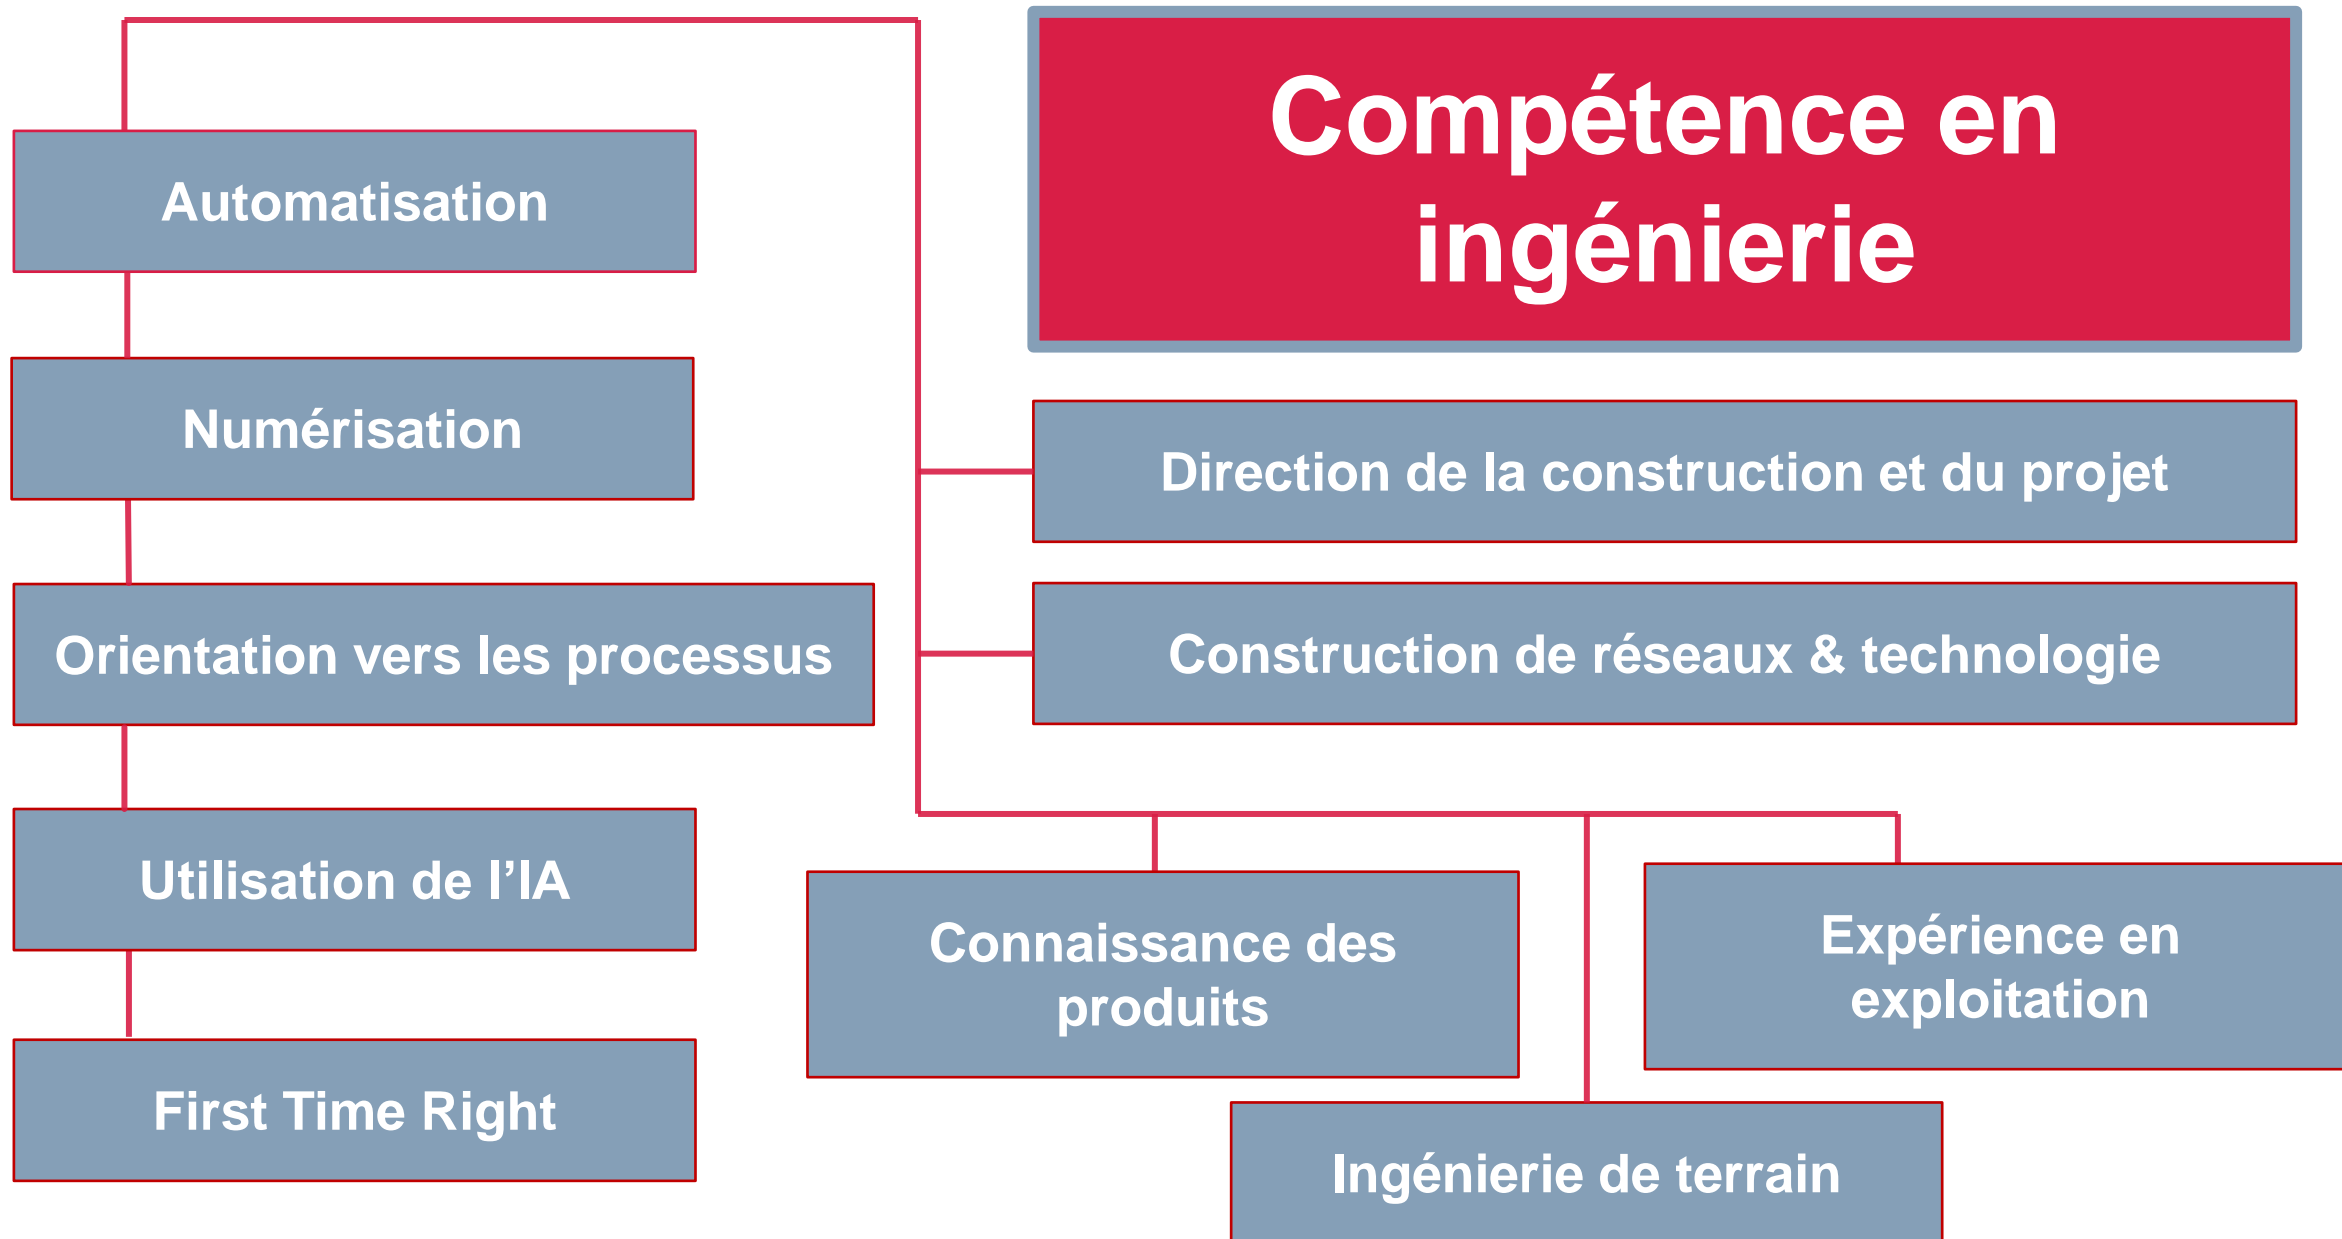 Compétence en
ingénierie
Automatisation
Numérisation
Orientation vers les processus
Utilisation de l’IA
First Time Right
Direction de la construction et du projet
Construction de réseaux & technologie
Connaissance des
produits
Expérience en
exploitation
Ingénierie de terrain